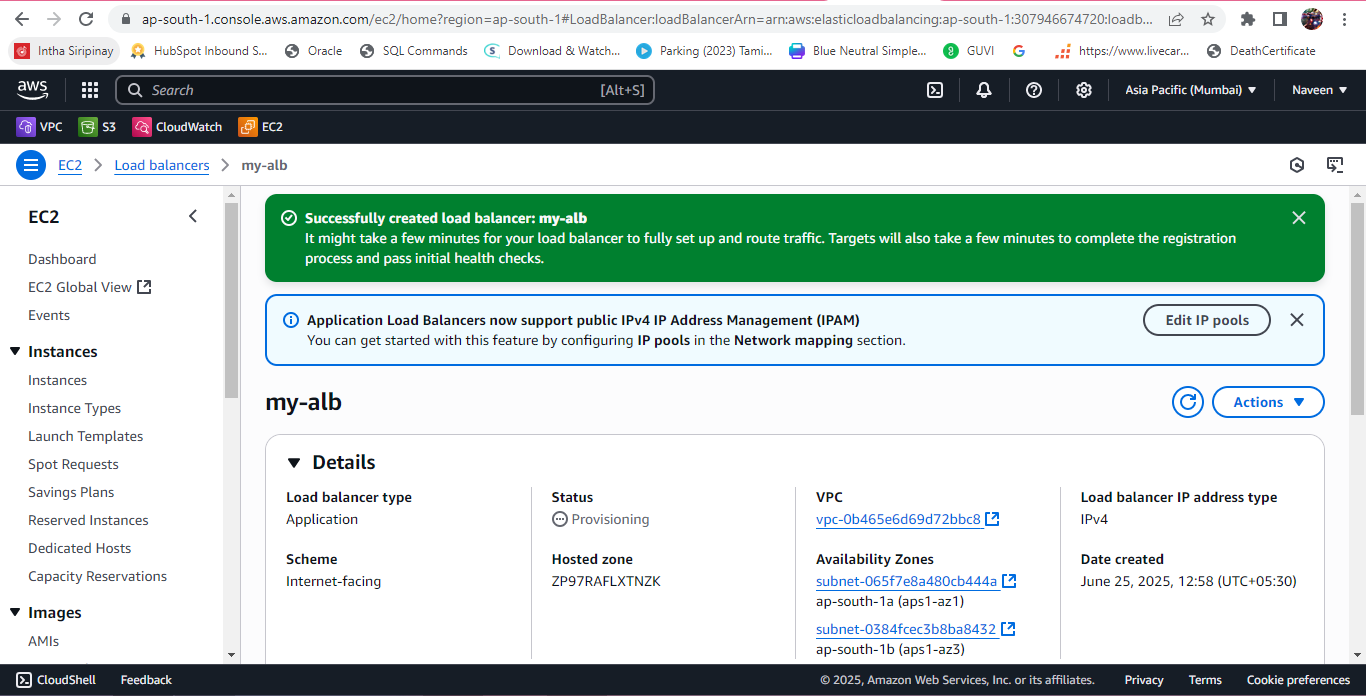 ap-south-1.console.aws.amazon.com/ec2/home?region=ap-south-1#LoadBalancer:loadBalancerArn=arn:aws:elasticloadbalancing:ap-south-1:307946674720:loadb...
Intha Siripinay
HubSpot Inbound S...
Oracle
SQL Commands
Download & Watch...
Parking (2023) Tami...
Blue Neutral Simple...
GUVI
https://www.livecar...
DeathCertificate
aws
Search
[Alt+S]
Asia Pacific (Mumbai)
Naveen
VPC
S3
CloudWatch
EC2
EC2
Load balancers
my-alb
EC2
Dashboard
EC2 Global View
Events
Instances
Instances
Instance Types
Launch Templates
Spot Requests
Savings Plans
Reserved Instances
Dedicated Hosts
Capacity Reservations
Images
AMIs
Successfully created load balancer: my-alb
It might take a few minutes for your load balancer to fully set up and route traffic. Targets will also take a few minutes to complete the registration
process and pass initial health checks.
Application Load Balancers now support public IPv4 IP Address Management (IPAM)
You can get started with this feature by configuring IP pools in the Network mapping section.
Edit IP pools
my-alb
Actions
Details
Load balancer type
Application
Status
Provisioning
VPC
vpc-0b465e6d69d72bbc8
Load balancer IP address type
IPv4
Scheme
Internet-facing
Hosted zone
ZP97RAFLXTNZK
Availability Zones
subnet-065f7e8a480cb444a
ap-south-1a (aps1-az1)
subnet-0384fcec3b8ba8432
ap-south-1b (aps1-az3)
Date created
June 25, 2025, 12:58 (UTC+05:30)
CloudShell
Feedback
© 2025, Amazon Web Services, Inc. or its affiliates.
Privacy
Terms
Cookie preferences